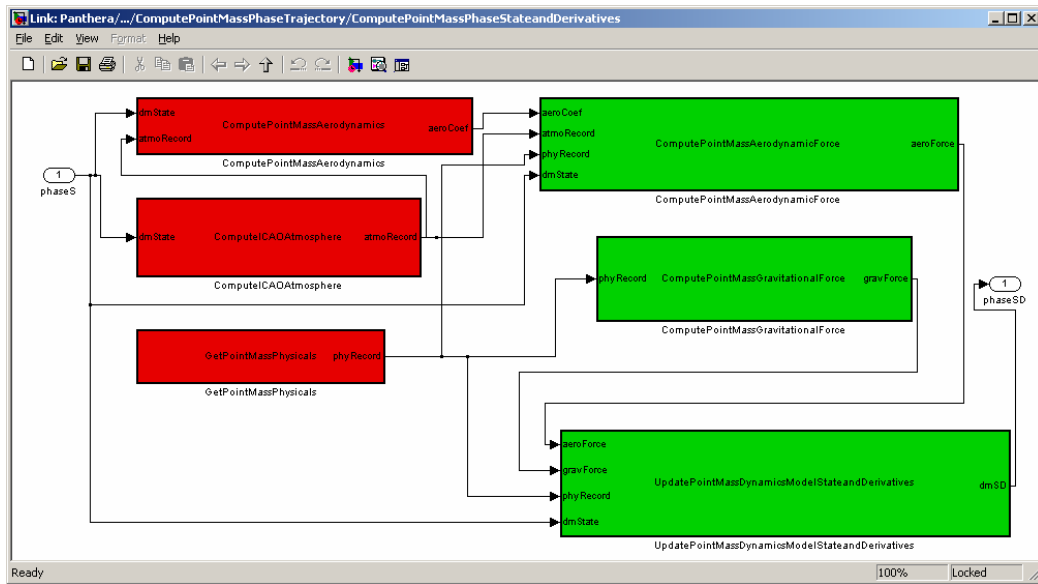 Link: Panthera/.../ComputePointMassPhaseTrajectory/ComputePointMassPhaseStateandDerivatives
File Edit View Format Help
dmState
ComputePointMassAerodynamics
aeroCoef
atmoRecord
ComputePointMassAerodynamics
aeroCoef
atmoRecord
ComputePointMassAerodynamicForce
aeroForce
phyRecord
dmState
ComputePointMassAerodynamicForce
1
phaseS
dmState
ComputeICAOAtmosphere
atmoRecord
ComputeICAOAtmosphere
phyRecord
ComputePointMassGravitationalForce
gravForce
ComputePointMassGravitationalForce
1
phaseSD
GetPointMassPhysicals
phyRecord
GetPointMassPhysicals
aeroForce
gravForce
UpdatePointMassDynamicsModelStateandDerivatives
dmSD
phyRecord
dmState
UpdatePointMassDynamicsModelStateandDerivatives
Ready
100%
Locked